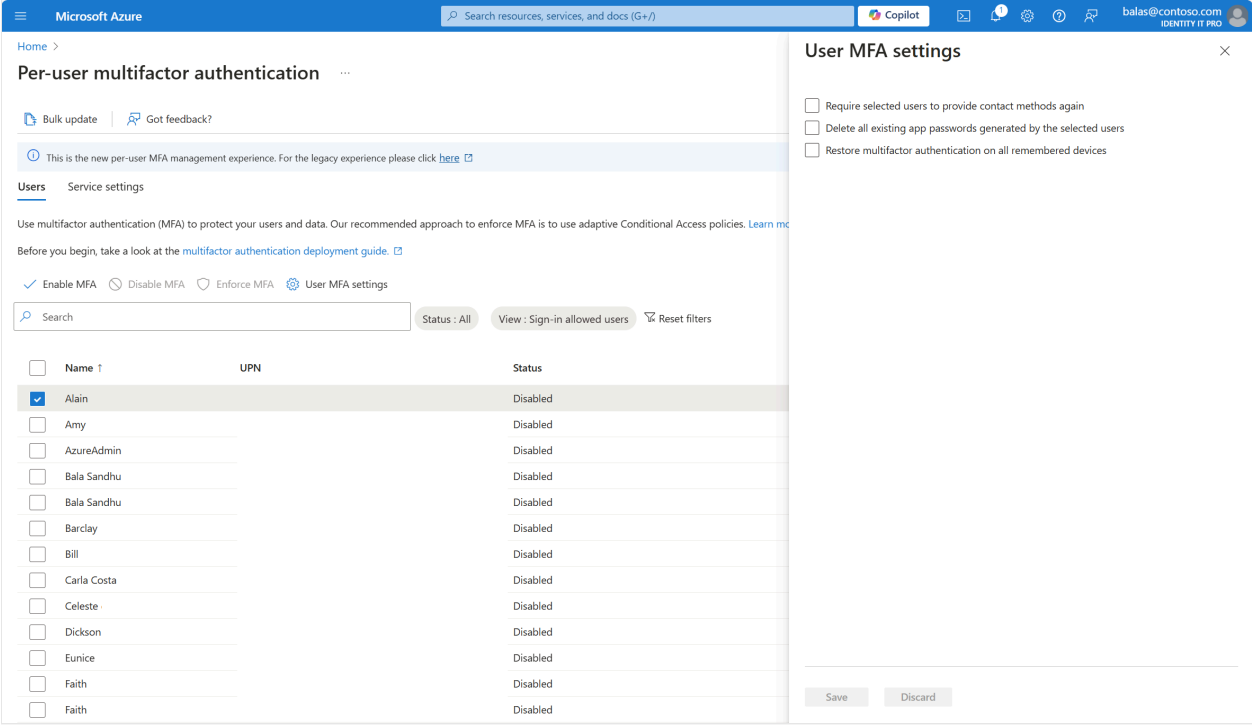 Microsoft Azure
Search resources, services, and docs (G+/)
Copilot
1
balas@contoso.com
IDENTITY IT PRO
Home >
Per-user multifactor authentication ...
Bulk update
Got feedback?
This is the new per-user MFA management experience. For the legacy experience please click here
Users Service settings
Use multifactor authentication (MFA) to protect your users and data. Our recommended approach to enforce MFA is to use adaptive Conditional Access policies. Learn mo
Before you begin, take a look at the multifactor authentication deployment guide.
Enable MFA Disable MFA Enforce MFA User MFA settings
Search Status : All View : Sign-in allowed users Reset filters
Name ↑ UPN Status
Alain Disabled
Amy Disabled
AzureAdmin Disabled
Bala Sandhu Disabled
Bala Sandhu Disabled
Barclay Disabled
Bill Disabled
Carla Costa Disabled
Celeste Disabled
Dickson Disabled
Eunice Disabled
Faith Disabled
Faith Disabled
User MFA settings
Require selected users to provide contact methods again
Delete all existing app passwords generated by the selected users
Restore multifactor authentication on all remembered devices
Save Discard